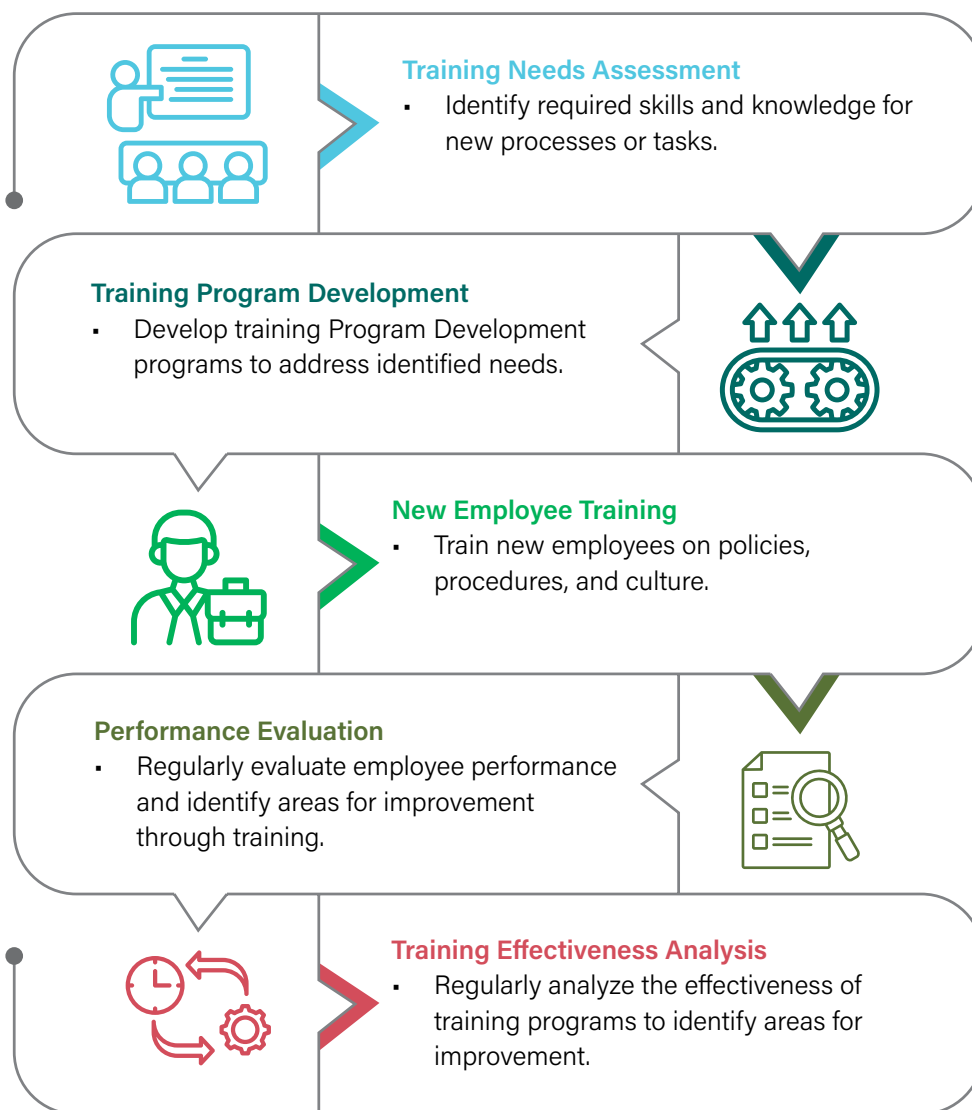 Training Needs Assessment
▪ Identify required skills and knowledge for
new processes or tasks.
Training Program Development
▪ Develop training Program Development
programs to address identified needs.
New Employee Training
▪ Train new employees on policies,
procedures, and culture.
Performance Evaluation
▪ Regularly evaluate employee performance
and identify areas for improvement
through training.
Training Effectiveness Analysis
▪ Regularly analyze the effectiveness of
training programs to identify areas for
improvement.